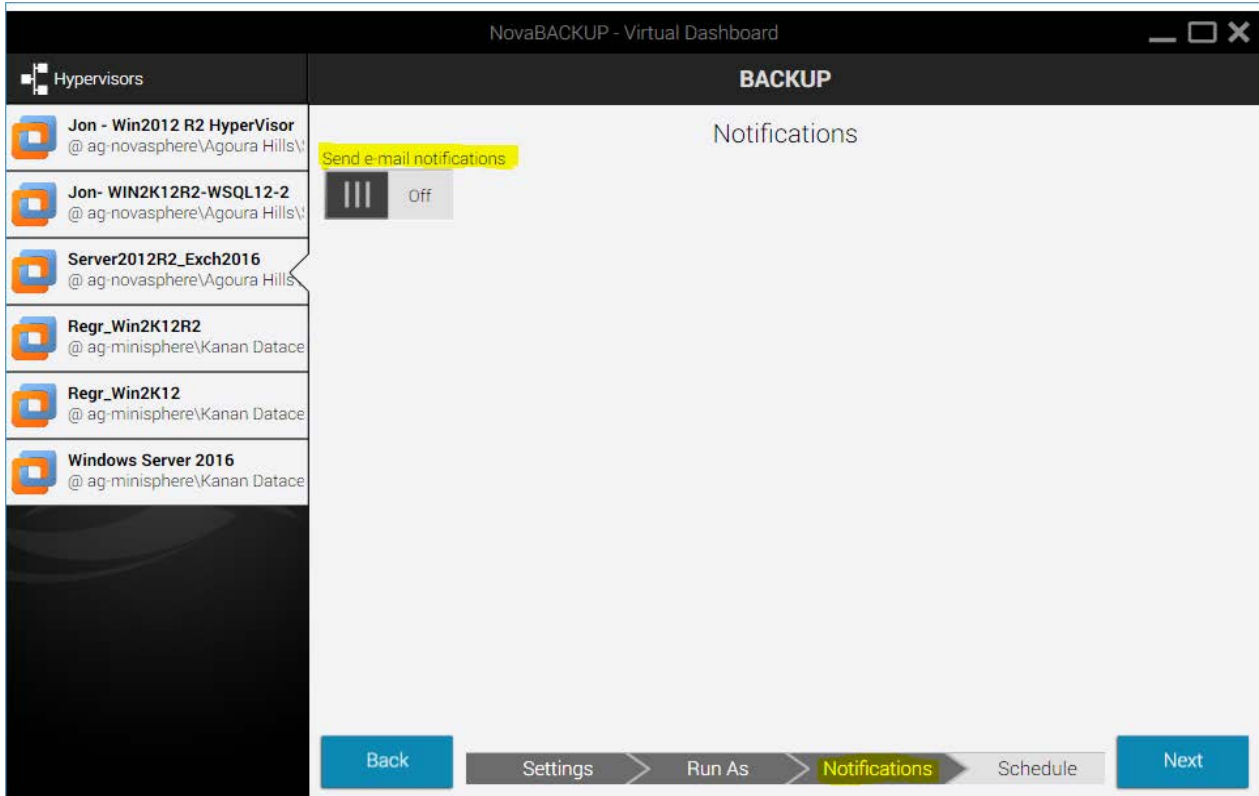 NovaBACKUP - Virtual Dashboard
Hypervisors
BACKUP
Jon - Win2012 R2 HyperVisor
@ ag-novasphere\Agoura Hills\
Jon- WIN2K12R2-WSQL12-2
@ ag-novasphere\Agoura Hills\
Server2012R2_Exch2016
@ ag-novasphere\Agoura Hills\
Regr_Win2K12R2
@ ag-minisphere\Kanan Datace
Regr_Win2K12
@ ag-minisphere\Kanan Datace
Windows Server 2016
@ ag-minisphere\Kanan Datace
Notifications
Send e-mail notifications
Off
Back
Settings
Run As
Notifications
Schedule
Next